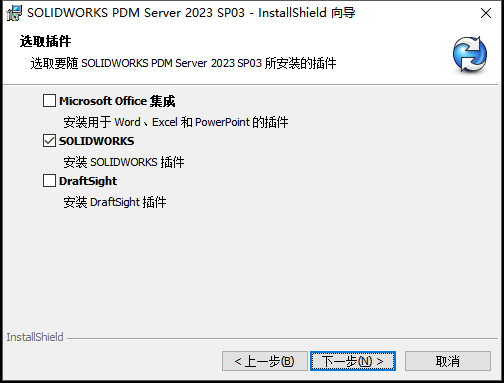 SOLIDWORKS PDM Server 2023 SP03 - InstallShield 向导
选取插件
选取要随 SOLIDWORKS PDM Server 2023 SP03 所安装的插件
Microsoft Office 集成
安装用于 Word、Excel 和 PowerPoint 的插件
SOLIDWORKS
安装 SOLIDWORKS 插件
DraftSight
安装 DraftSight 插件
InstallShield
< 上一步(B)
下一步(N) >
取消